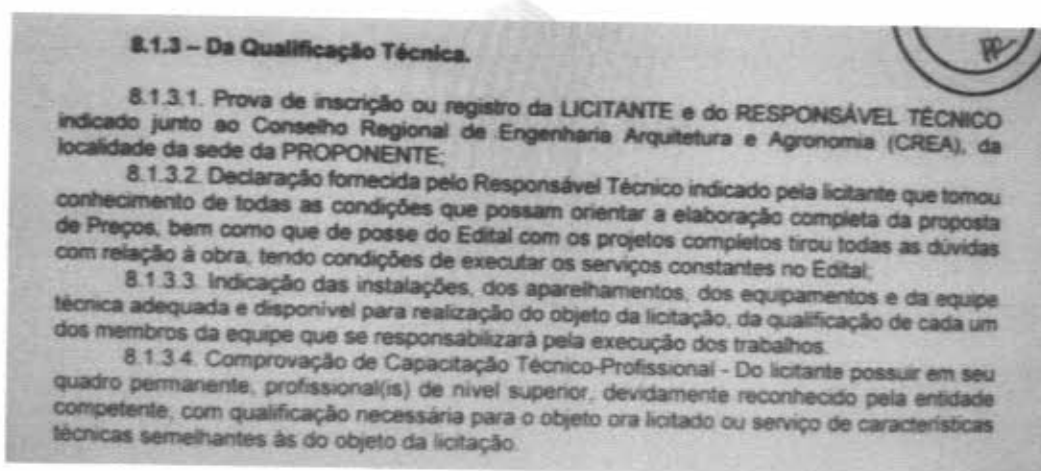 8.1.3 – Da Qualificação Técnica.
8.1.3.1. Prova de inscrição ou registro da LICITANTE e do RESPONSÁVEL TÉCNICO
indicado junto ao Conselho Regional de Engenharia Arquitetura e Agronomia (CREA), da
localidade da sede da PROPONENTE;
8.1.3.2. Declaração fornecida pelo Responsável Técnico indicado pela licitante que tomou
conhecimento de todas as condições que possam orientar a elaboração completa da proposta
de Preços, bem como que de posse do Edital com os projetos completos tirou todas as dúvidas
com relação à obra, tendo condições de executar os serviços constantes no Edital;
8.1.3.3. Indicação das instalações, dos aparelhamentos, dos equipamentos e da equipe
técnica adequada e disponível para realização do objeto da licitação, da qualificação de cada um
dos membros da equipe que se responsabilizará pela execução dos trabalhos.
8.1.3.4. Comprovação de Capacitação Técnico-Profissional - Do licitante possuir em seu
quadro permanente, profissional(is) de nível superior, devidamente reconhecido pela entidade
competente, com qualificação necessária para o objeto ora licitado ou serviço de características
técnicas semelhantes às do objeto da licitação.